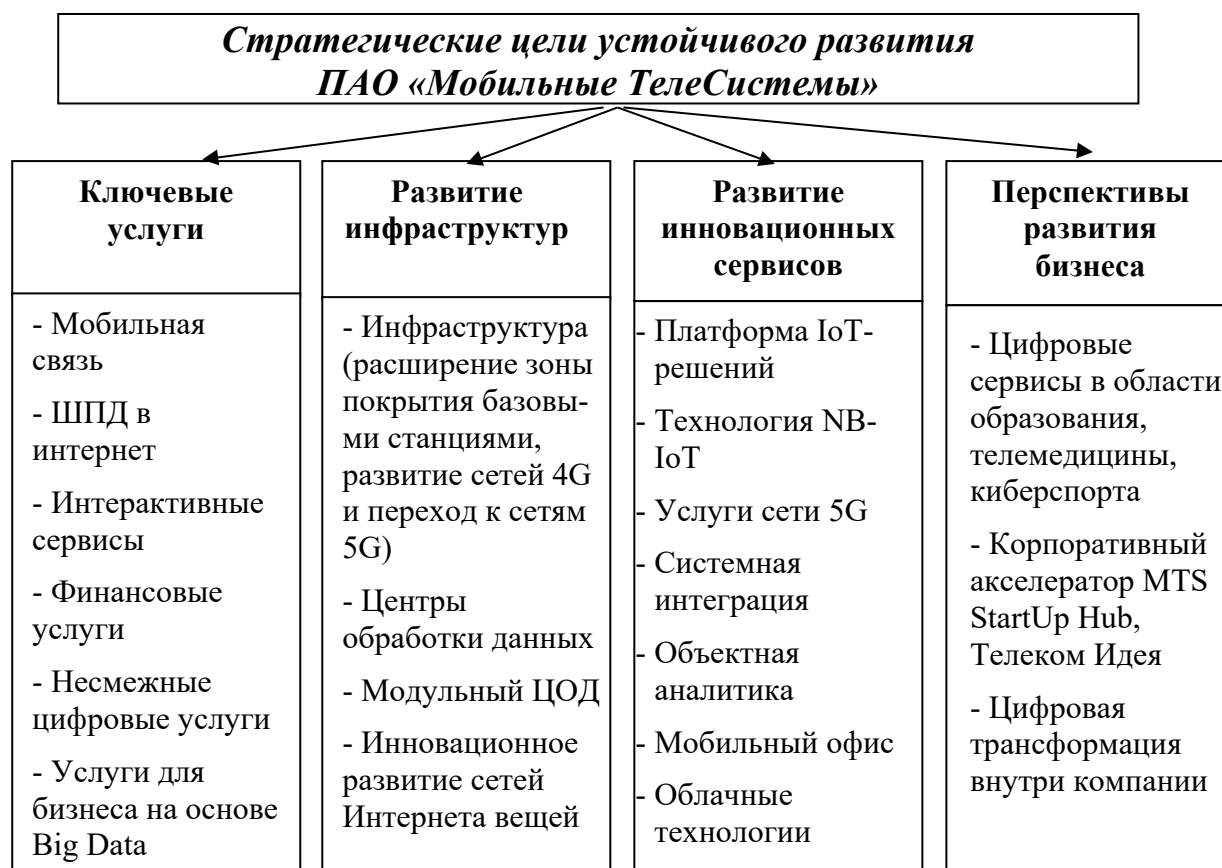 Стратегические цели устойчивого развития
ПАО «Мобильные ТелеСистемы»
Ключевые
услуги
- Мобильная
связь
- ШПД в
интернет
- Интерактивные
сервисы
- Финансовые
услуги
- Несмежные
цифровые услуги
- Услуги для
бизнеса на основе
Big Data
Развитие
инфраструктур
- Инфраструктура
(расширение зоны
покрытия базовы-
ми станциями,
развитие сетей 4G
и переход к сетям
5G)
- Центры
обработки данных
- Модульный ЦОД
- Инновационное
развитие сетей
Интернета вещей
Развитие
инновационных
сервисов
- Платформа IoT-
решений
- Технология NB-
IoT
- Услуги сети 5G
- Системная
интеграция
- Объектная
аналитика
- Мобильный офис
- Облачные
технологии
Перспективы
развития
бизнеса
- Цифровые
сервисы в области
образования,
телемедицины,
киберспорта
- Корпоративный
акселератор MTS
StartUp Hub,
Телеком Идея
- Цифровая
трансформация
внутри компании